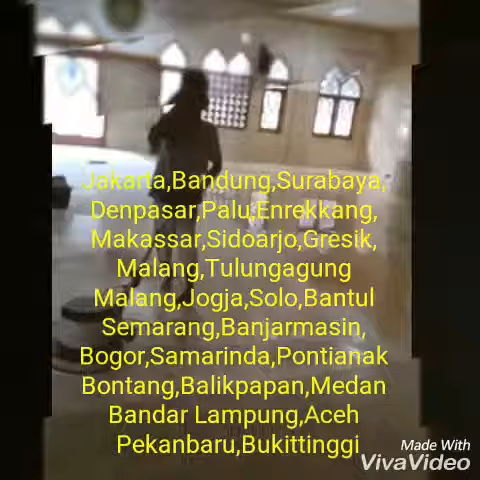 Jakarta,Bandung,Surabaya,
Denpasar,Palu,Enrekkang,
Makassar,Sidoarjo,Gresik,
Malang,Tulungagung
Malang,Jogja,Solo,Bantul
Semarang,Banjarmasin,
Bogor,Samarinda,Pontianak
Bontang,Balikpapan,Medan
Bandar Lampung,Aceh
Pekanbaru,Bukittinggi
Made With
VivaVideo